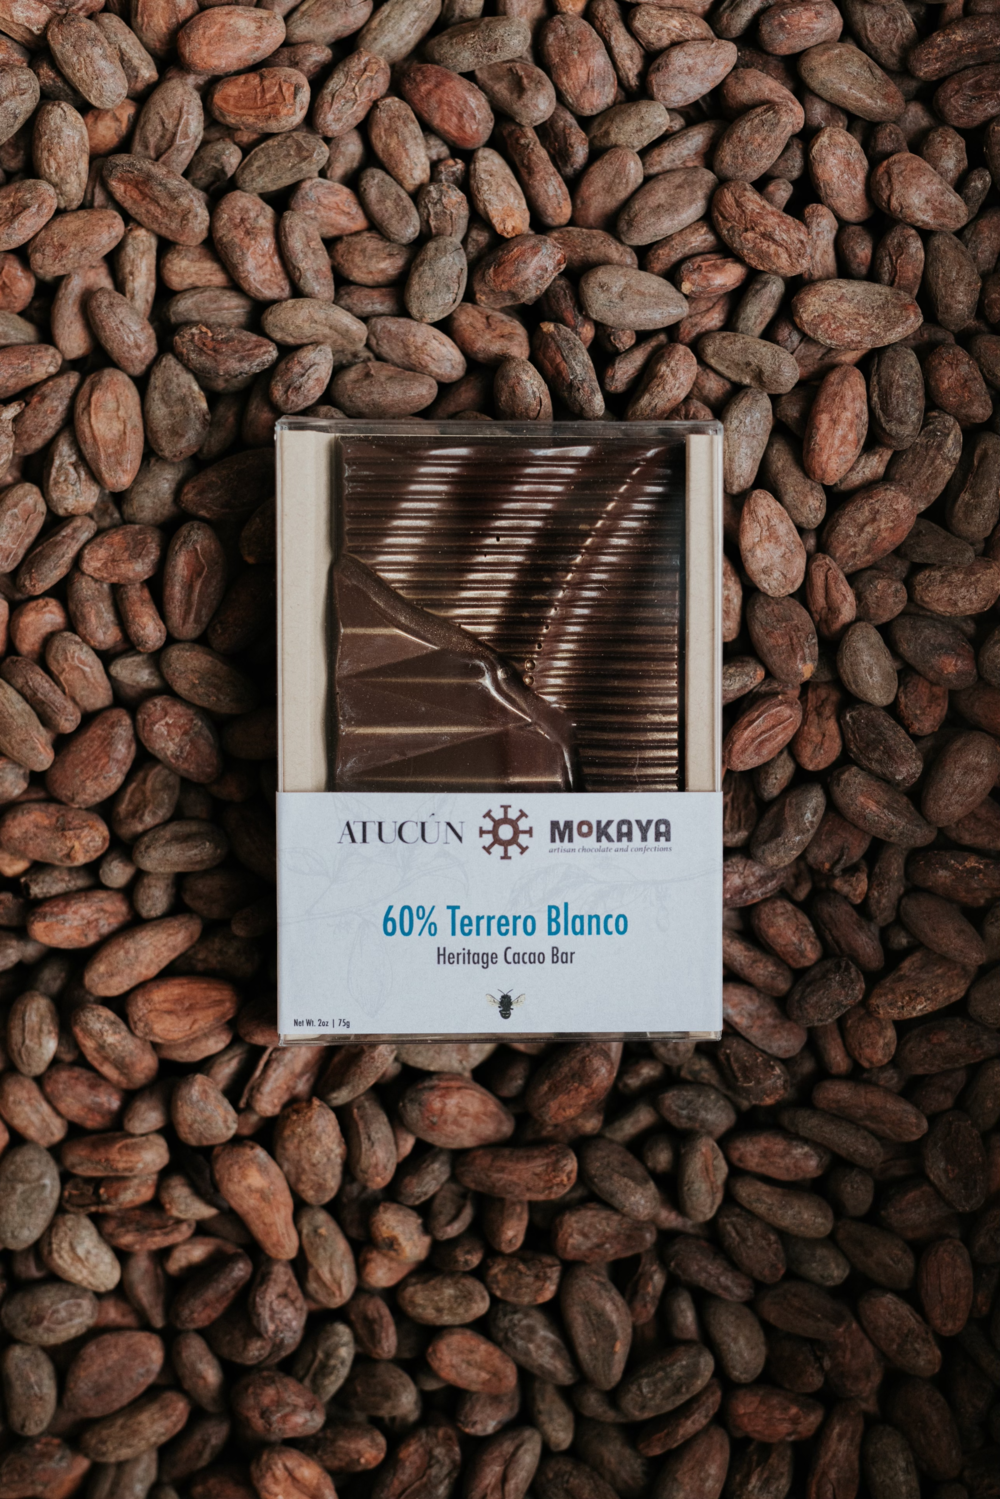 ATUCÚN MOKAYA
artisan chocolate and confections
60% Terrero Blanco
Heritage Cacao Bar
Net Wt. 2oz | 75g